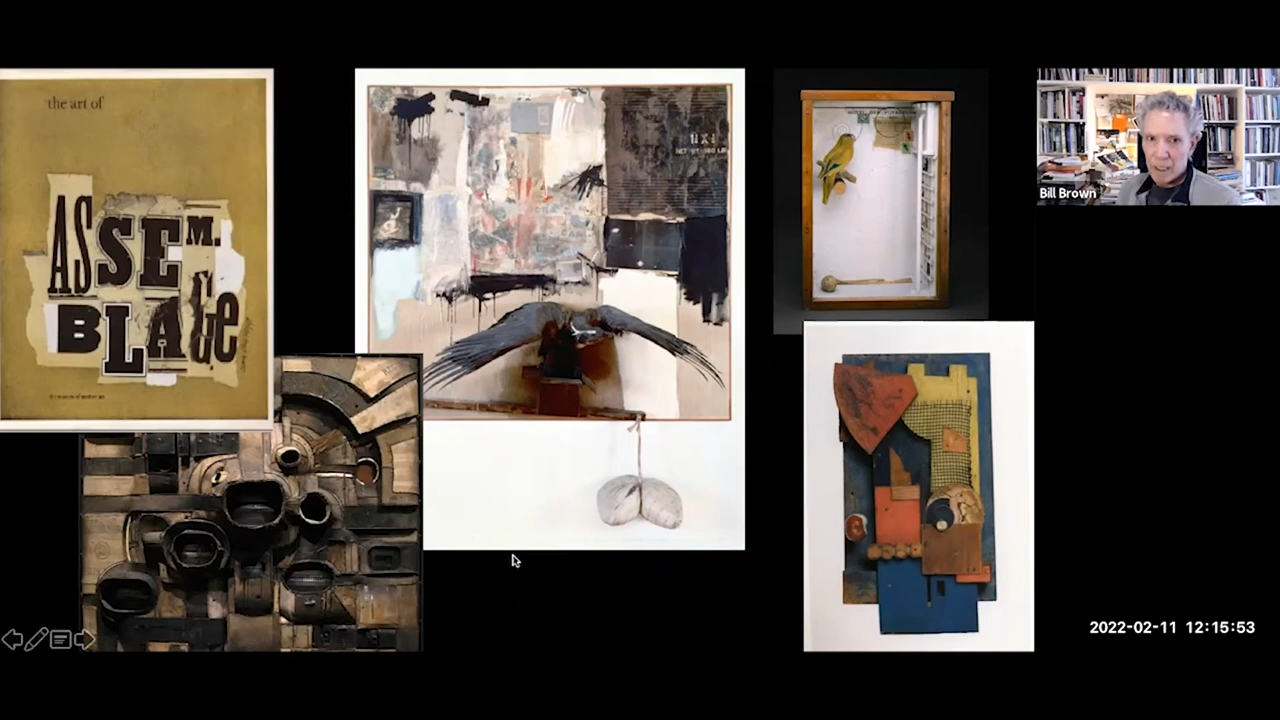 the art of
ASSEM.
BLAGE
Bill Brown
2022-02-11 12:15:53